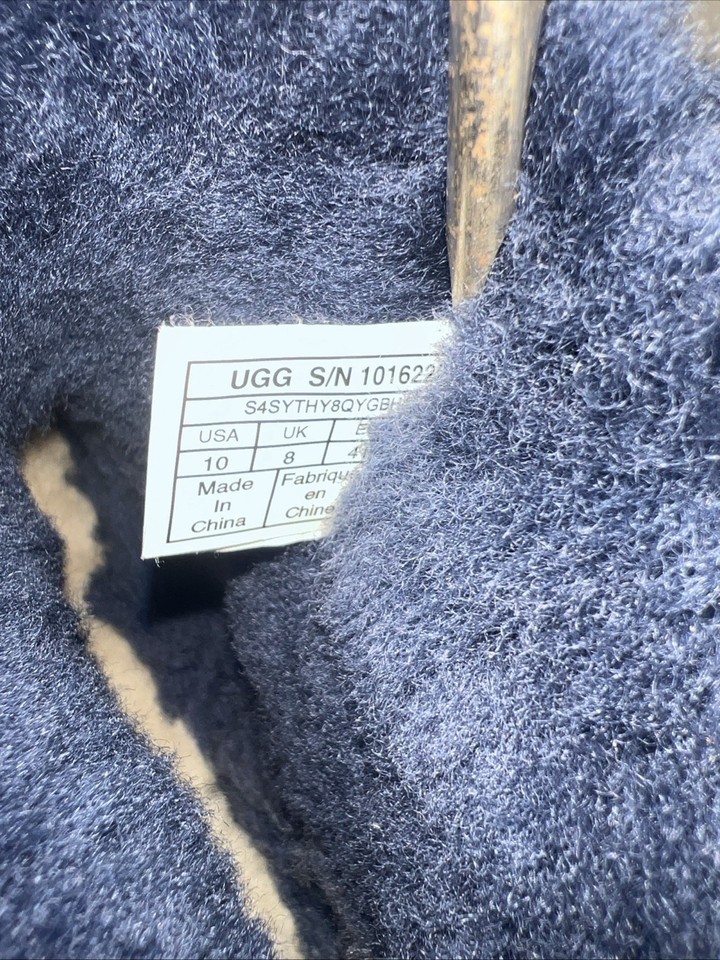 UGG S/N 101622
S4SYTHY8QYGBH
USA UK
10 8
Made Fabrique
In en
China Chine